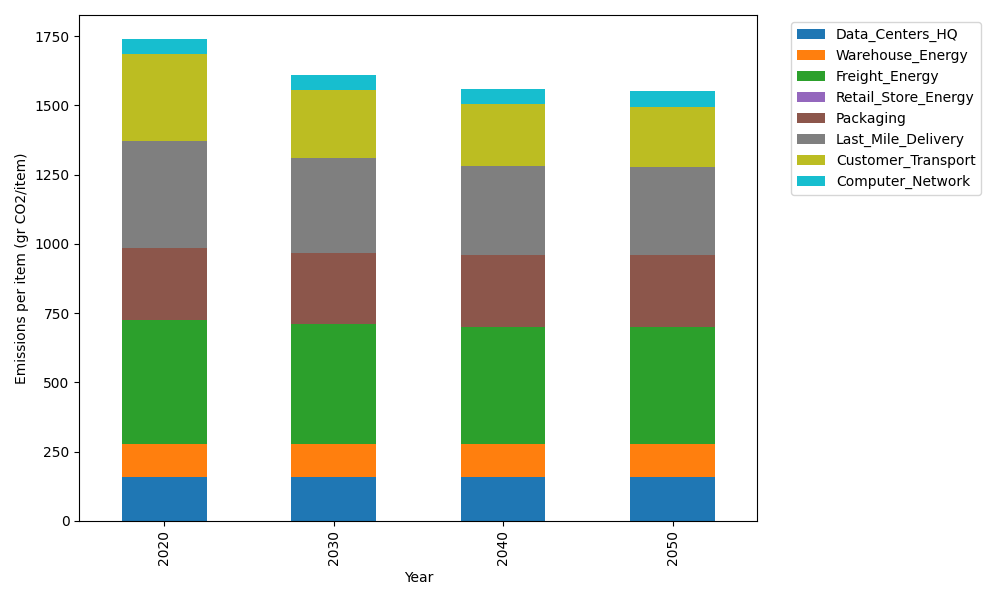 1750
1500
1250
1000
750
500
250
0
Emissions per item (gr CO2/item)
2020
2030
2040
2050
Year
Data_Centers_HQ
Warehouse_Energy
Freight_Energy
Retail_Store_Energy
Packaging
Last_Mile_Delivery
Customer_Transport
Computer_Network